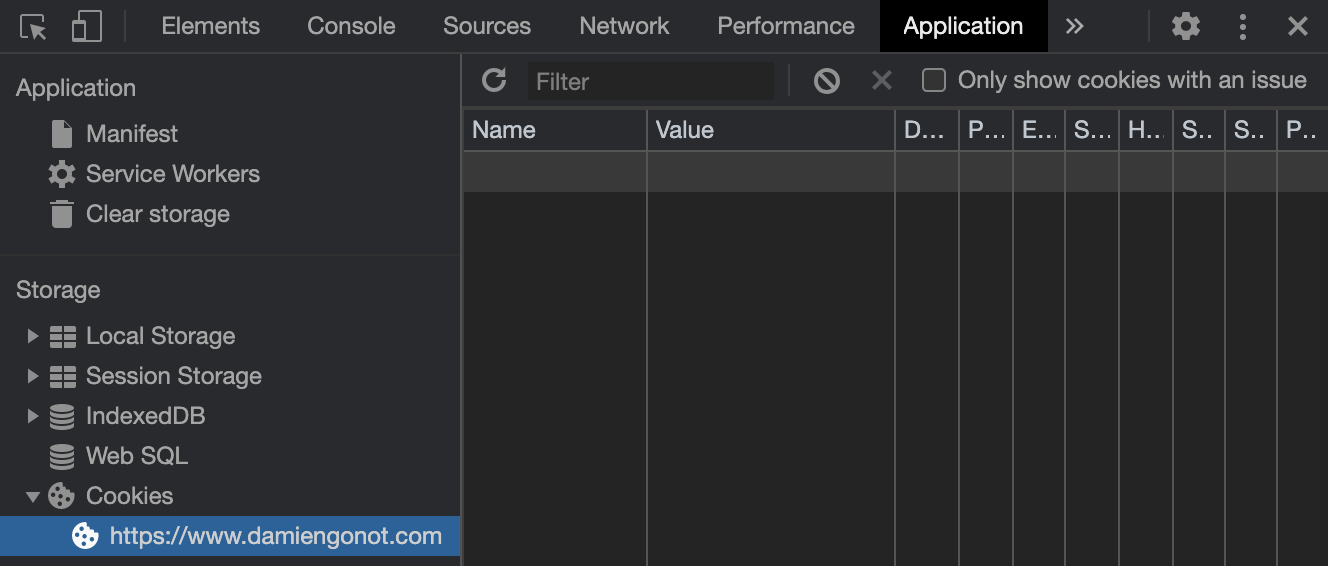 Elements Console Sources Network Performance Application
Application
Manifest
Service Workers
Clear storage
Storage
Local Storage
Session Storage
IndexedDB
Web SQL
Cookies
https://www.damiengonot.com
Filter Only show cookies with an issue
Name Value D... P... E... S... H... S.. S.. P..